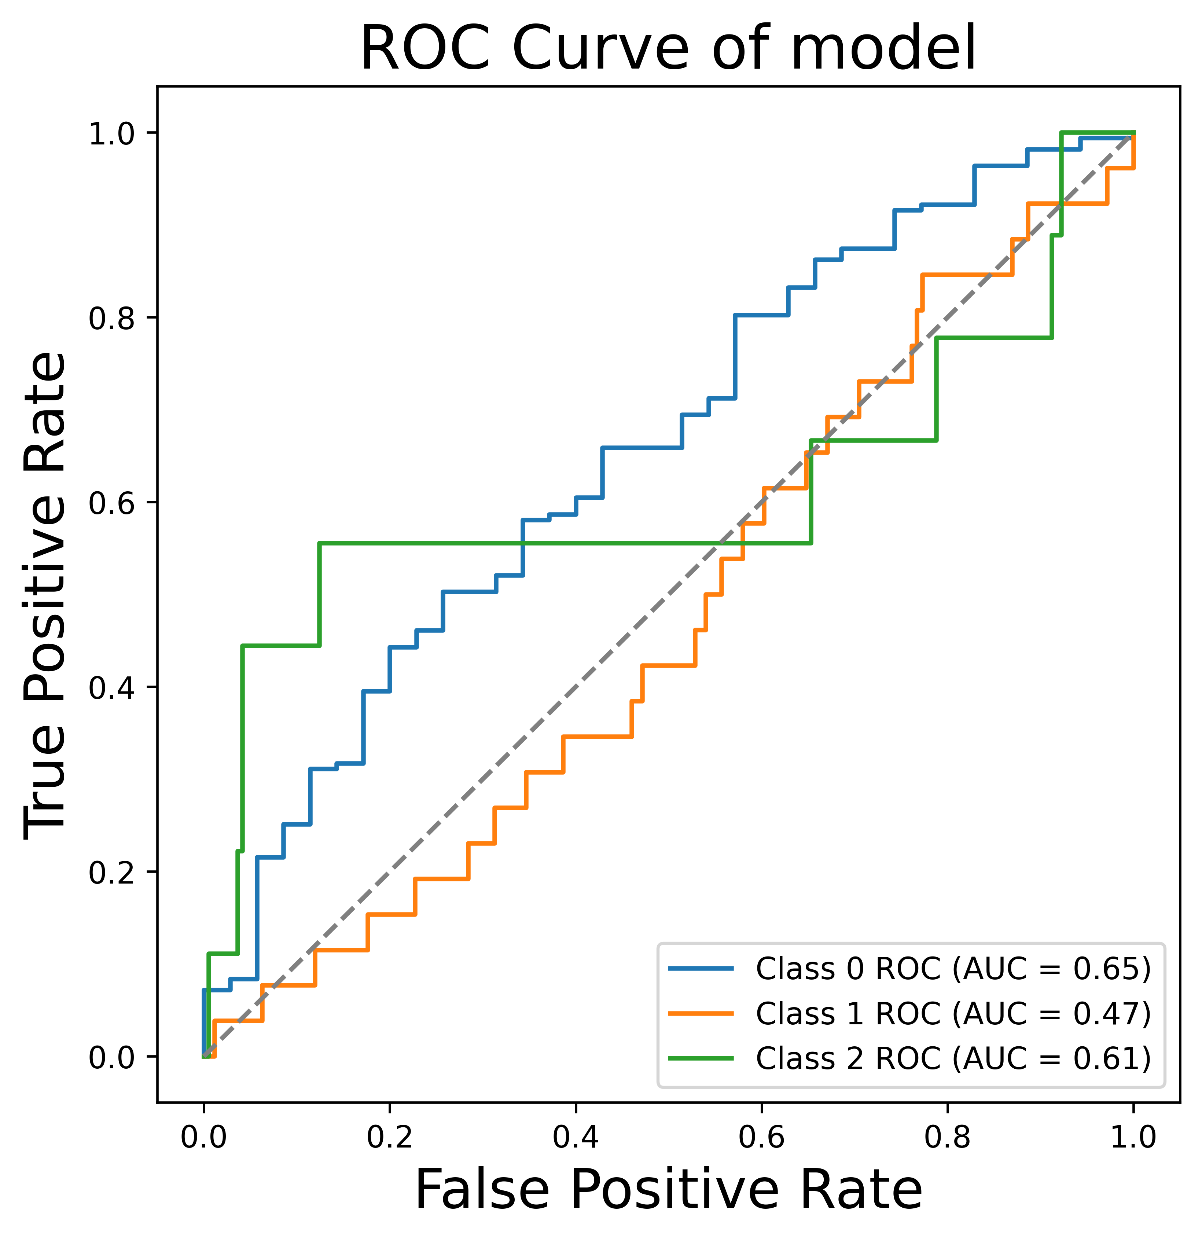 ROC Curve of model
True Positive Rate
1.0
0.8
0.6
0.4
0.2
0.0
Class 0 ROC (AUC = 0.65)
Class 1 ROC (AUC = 0.47)
Class 2 ROC (AUC = 0.61)
0.0 0.2 0.4 0.6 0.8 1.0
False Positive Rate